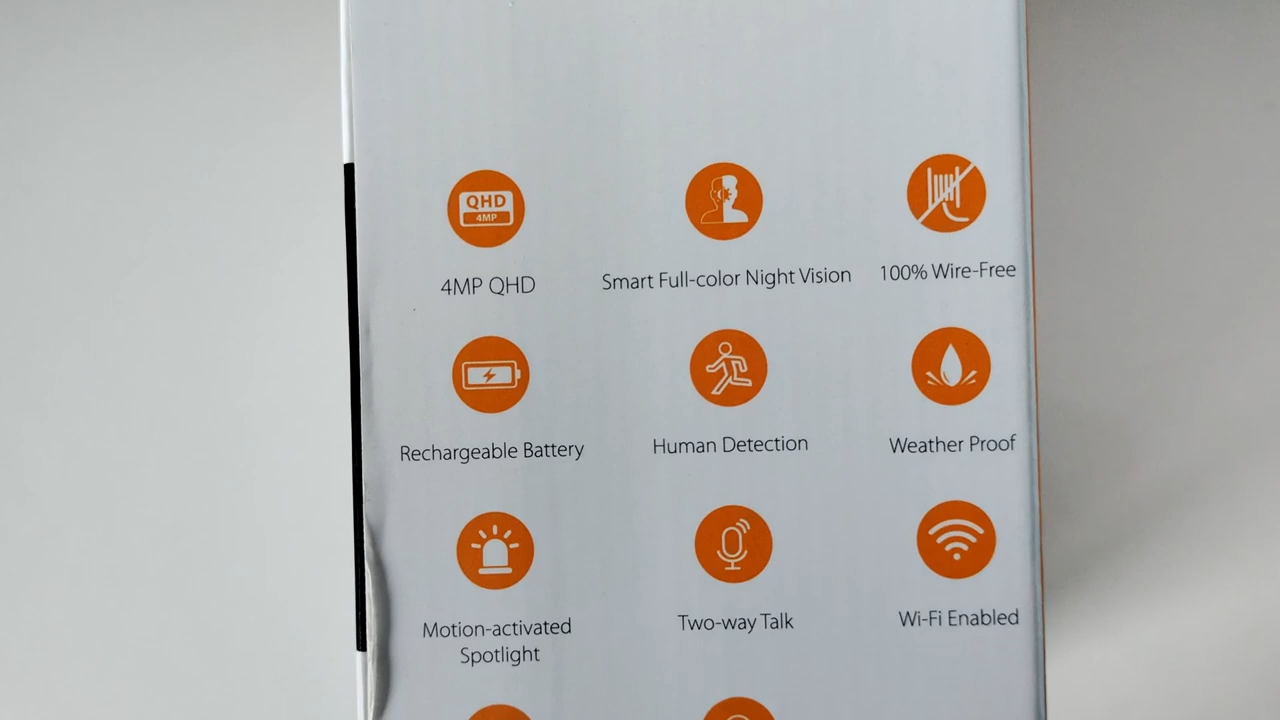 QHD
4MP
4MP QHD
Smart Full-color Night Vision
100% Wire-Free
Rechargeable Battery
Human Detection
Weather Proof
Motion-activated
Spotlight
Two-way Talk
Wi-Fi Enabled